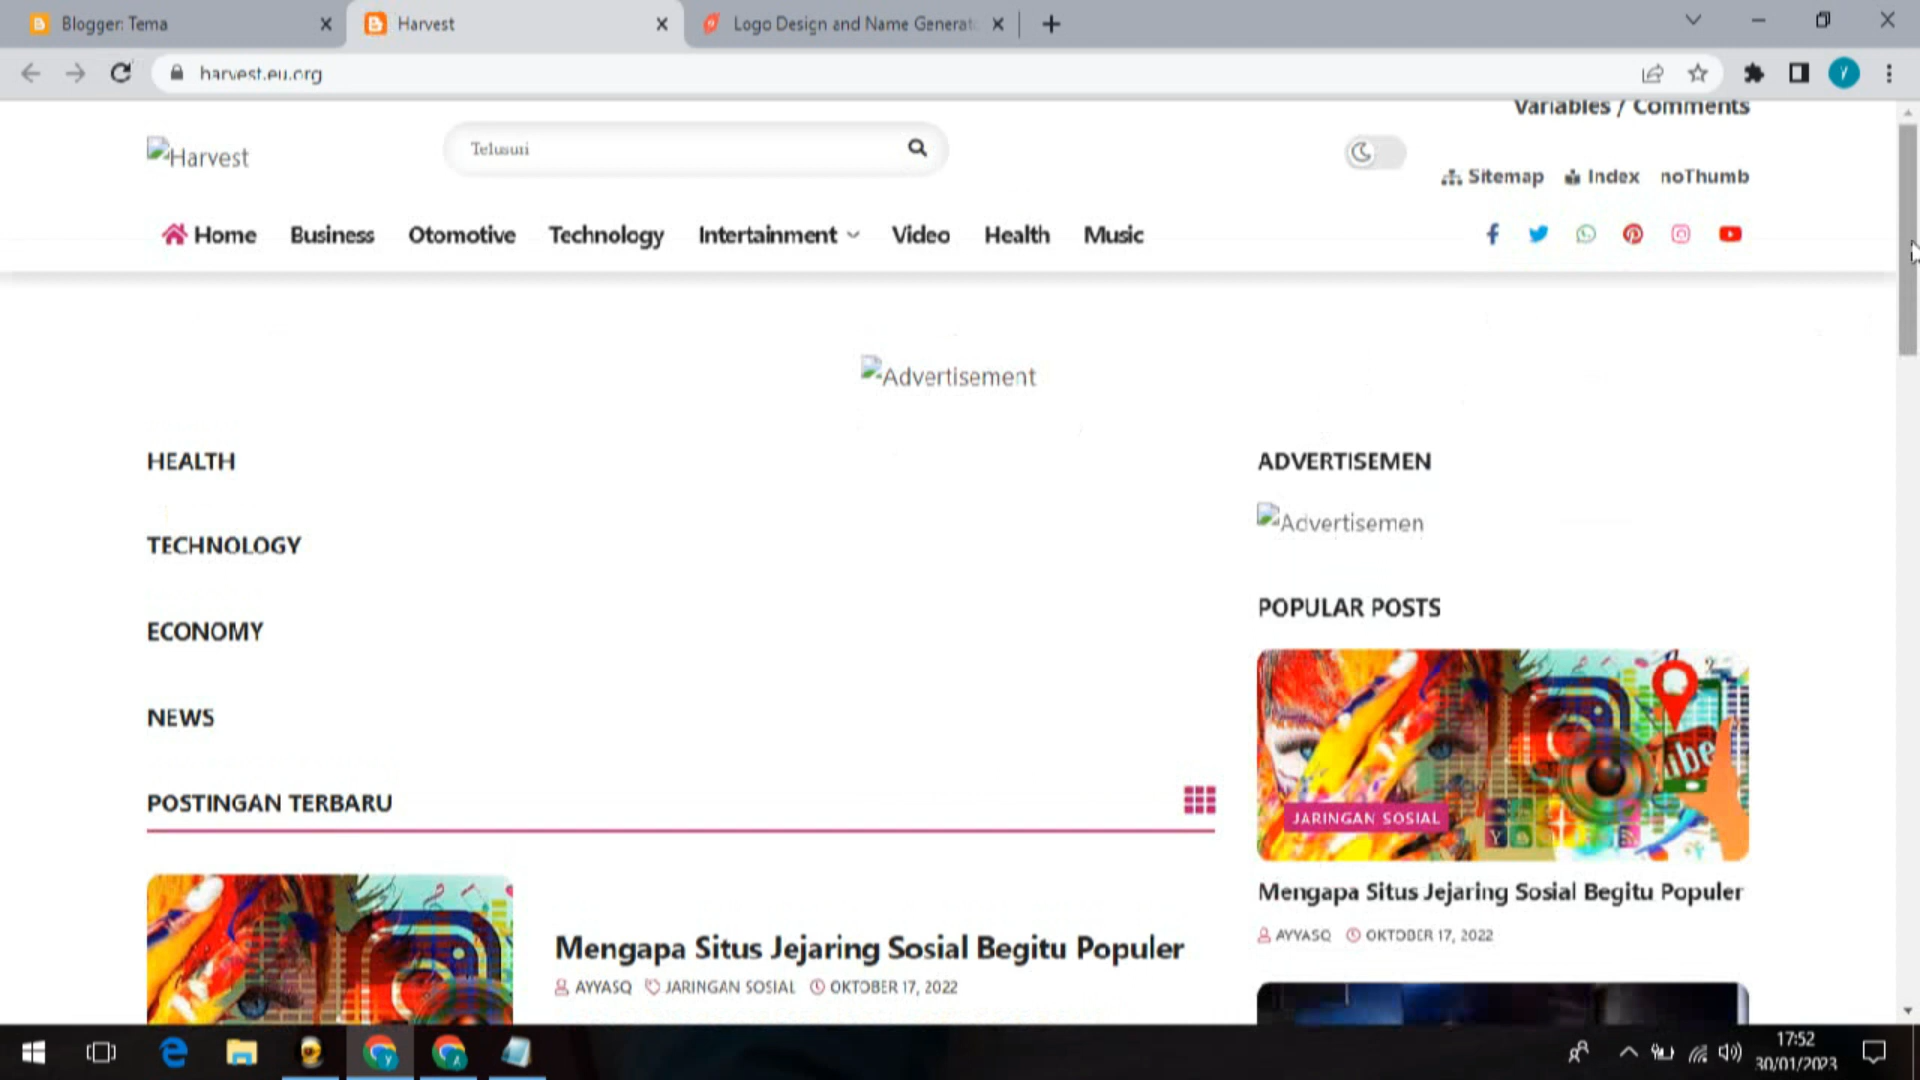 Blogger: Tema
Harvest
Logo Design and Name Generat
harvest.eu.org
Variables / Comments
Harvest
Telusuri
Sitemap
Index
noThumb
Home
Business
Otomotive
Technology
Intertainment
Video
Health
Music
Advertisement
HEALTH
TECHNOLOGY
ECONOMY
NEWS
POSTINGAN TERBARU
Mengapa Situs Jejaring Sosial Begitu Populer
AYYASQ
JARINGAN SOSIAL
OKTOBER 17, 2022
ADVERTISEMEN
Advertisemen
POPULAR POSTS
JARINGAN SOSIAL
Mengapa Situs Jejaring Sosial Begitu Populer
AYYASQ
OKTOBER 17, 2022
17:52
30/01/2023